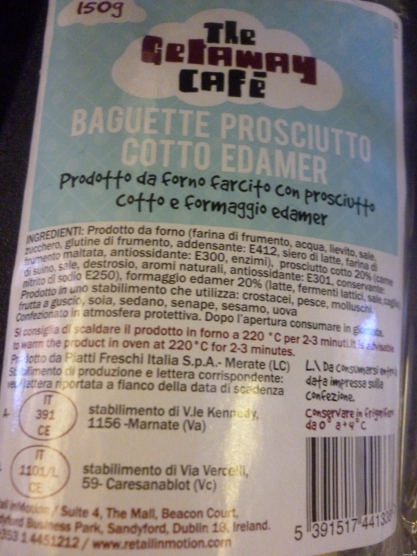 150g
The
Getaway
Café
BAGUETTE PROSCIUTTO
COTTO EDAMER
Prodotto da forno farcito con prosciutto
cotto e formaggio edamer
INGREDIENTI: Prodotto da forno (farina di frumento, acqua, lievito, sale,
zucchero, glutine di frumento, addensante: E412, siero di latte, farina di
frumento maltata, antiossidante: E300, enzimi), prosciutto cotto 20% (carne
di suino, sale, destrosio, aromi naturali, antiossidante: E301, conservante:
nitrito di sodio E250), formaggio edamer 20% (latte, fermenti lattici, sale,
Prodotto in uno stabilimento che utilizza: crostacei, pesce, molluschi,
frutta a guscio, soia, sedano, senape, sesamo, uova
Confezionato in atmosfera protettiva. Dopo l'apertura consumare in
Si consiglia di scaldare il prodotto in forno a 220 °C per 2-3 minuti. It is
to warm the product in oven at 220°C for 2-3 minutes.
Prodotto da Piatti Freschi Italia S.p.A.- Merate (LC)
Stabilimento di produzione e lettera corrispondente:
lettera riportata a fianco della data di scadenza
L.\ Da consumarsi entro
data impressa sulla
confezione.
Conservare in frigorifero
da 0° a +4°C
A-
IT
391
CE
stabilimento di V.le Kennedy,
1156 -Marnate (Va)
IT
1101/L
CE
stabilimento di Via Vercelli,
59- Caresanablot (Vc)
5 391517 44133
/ Suite 4, The Mall, Beacon Court,
Business Park, Sandyford, Dublin 18, Ireland.
353 1 4451212 / www.retailinmotion.com